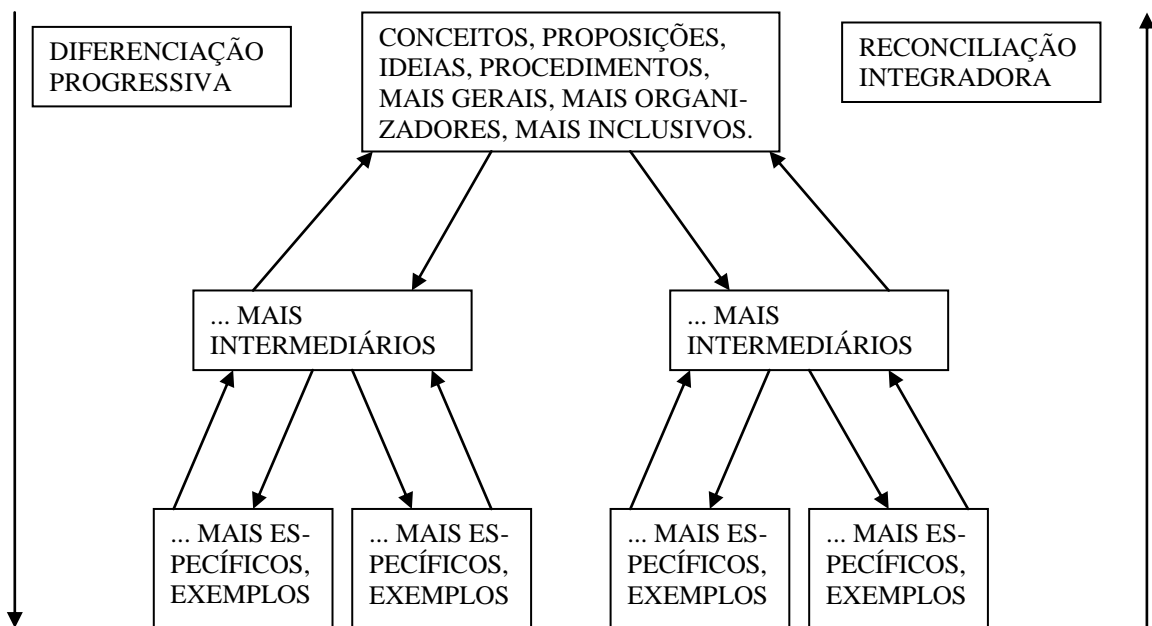 DIFERENCIAÇÃO
PROGRESSIVA
CONCEITOS, PROPOSIÇÕES,
IDEIAS, PROCEDIMENTOS,
MAIS GERAIS, MAIS ORGANI-
ZADORES, MAIS INCLUSIVOS.
RECONCILIAÇÃO
INTEGRADORA
... MAIS
INTERMEDIÁRIOS
... MAIS
INTERMEDIÁRIOS
... MAIS ES-
PECÍFICOS,
EXEMPLOS
... MAIS ES-
PECÍFICOS,
EXEMPLOS
... MAIS ES-
PECÍFICOS,
EXEMPLOS
... MAIS ES-
PECÍFICOS,
EXEMPLOS